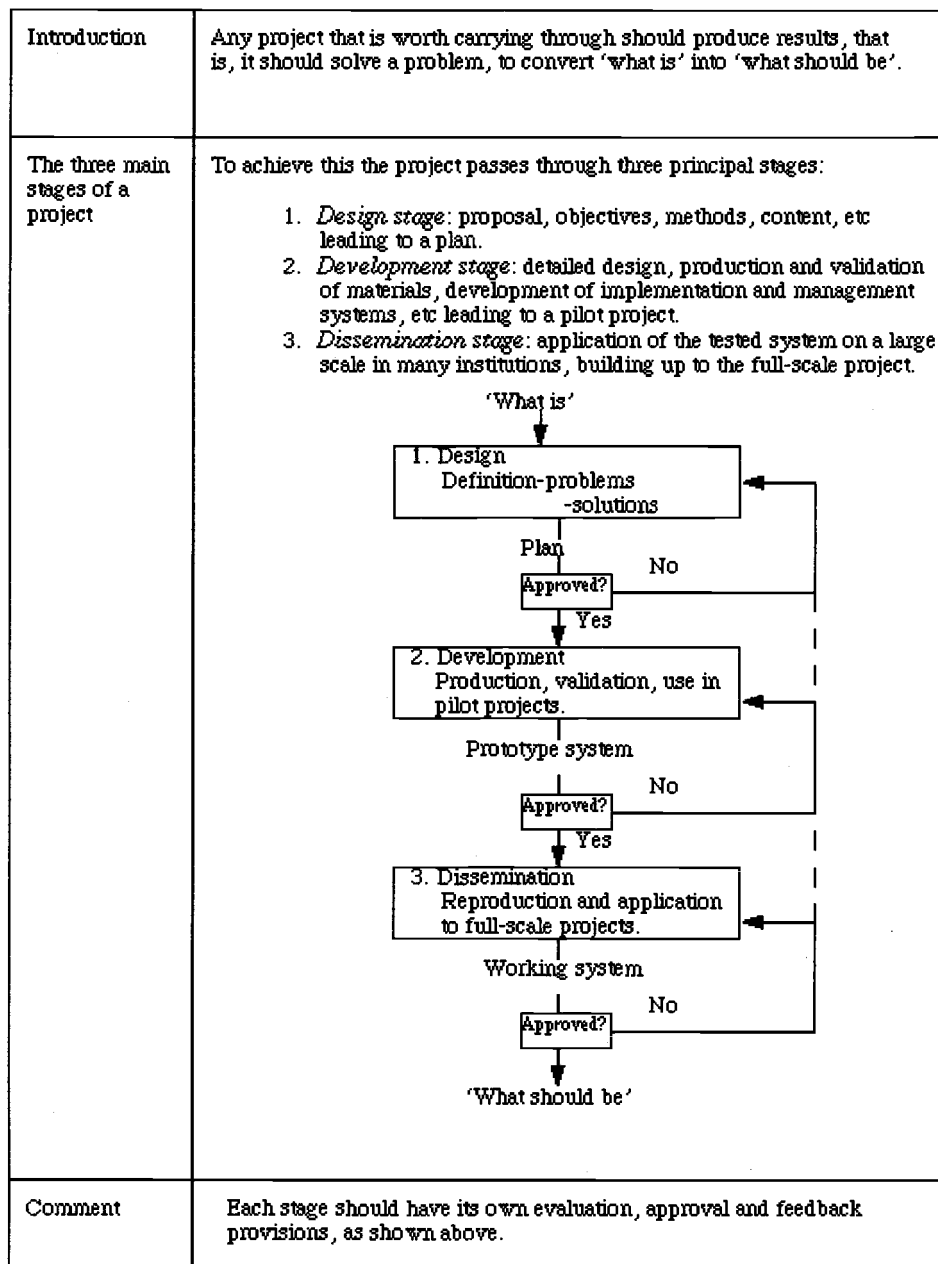 Introduction
Any project that is worth carrying through should produce results, that
is, it should solve a problem, to convert ‘what is’ into ‘what should be’.
The three main
stages of a
project
To achieve this the project passes through three principal stages:
1. Design stage: proposal, objectives, methods, content, etc
leading to a plan.
2. Development stage: detailed design, production and validation
of materials, development of implementation and management
systems, etc leading to a pilot project.
3. Dissemination stage: application of the tested system on a large
scale in many institutions, building up to the full-scale project.
‘What is’
1. Design
Definition-problems
-solutions
Plan
No
Approved?
Yes
2. Development
Production, validation, use in
pilot projects.
Prototype system
No
Approved?
Yes
3. Dissemination
Reproduction and application
to full-scale projects.
Working system
No
Approved?
‘What should be’
Comment
Each stage should have its own evaluation, approval and feedback
provisions, as shown above.